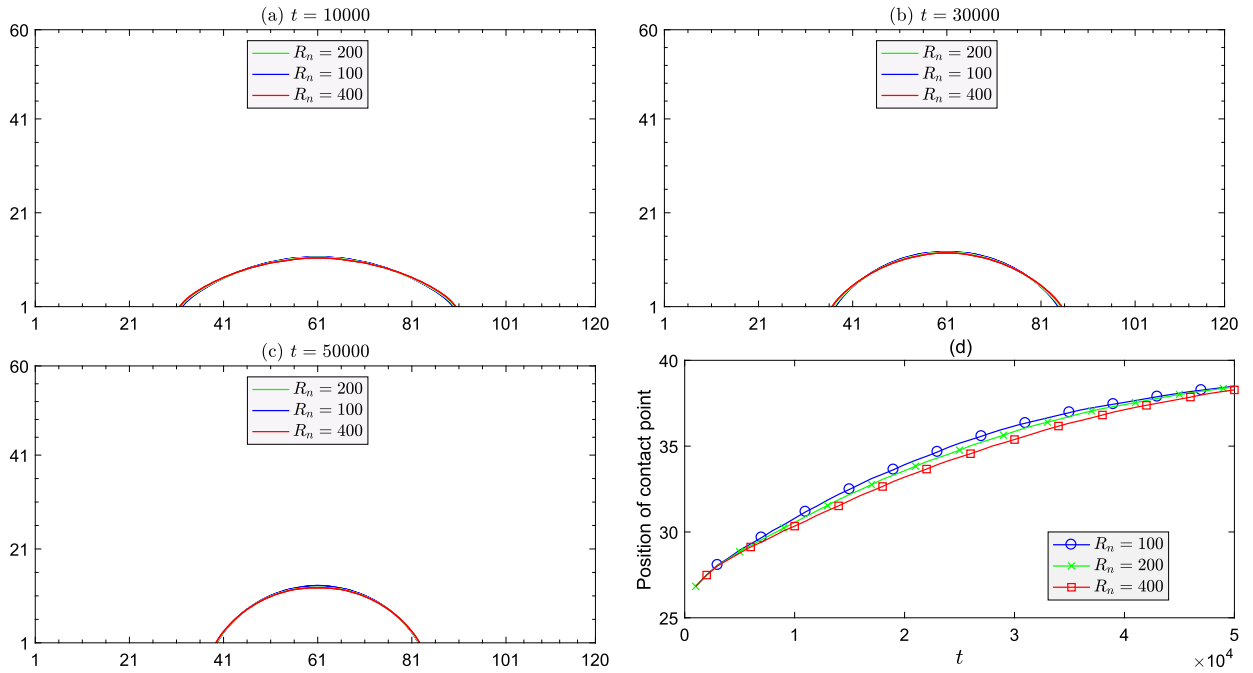 (a) t = 10000
60
41
21
1
R_n = 200
R_n = 100
R_n = 400
1 21 41 61 81 101 120
(b) t = 30000
60
41
21
1
R_n = 200
R_n = 100
R_n = 400
1 21 41 61 81 101 120
(c) t = 50000
60
41
21
1
R_n = 200
R_n = 100
R_n = 400
1 21 41 61 81 101 120
(d)
Position of contact point
40
35
30
25
R_n = 100
R_n = 200
R_n = 400
0 1 2 3 4 5
t
×10^4